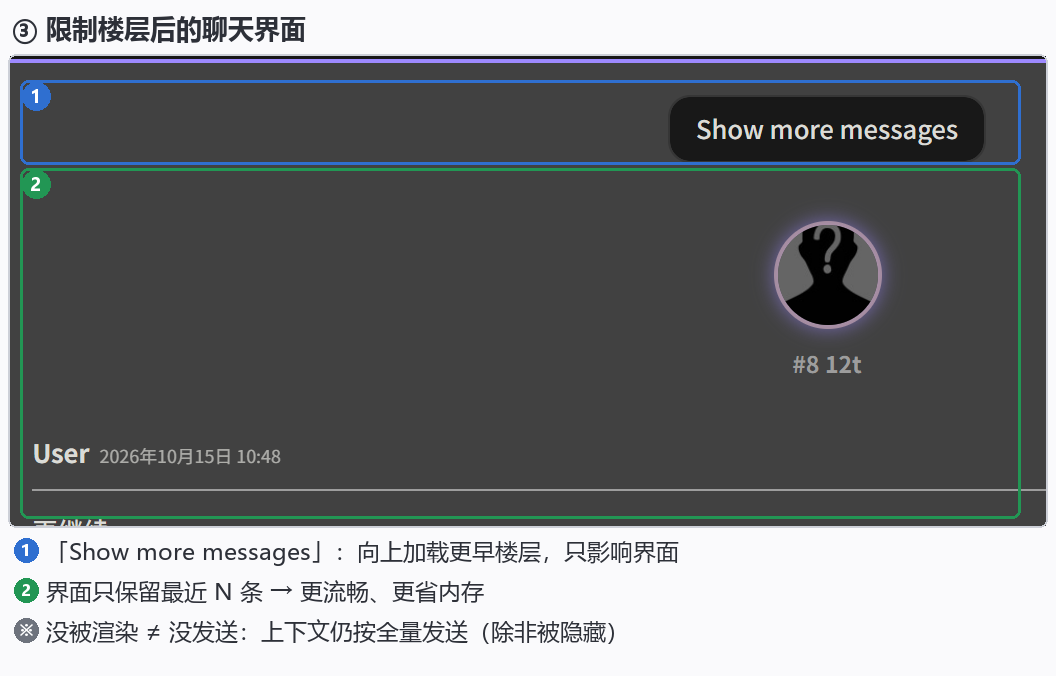 ③ 限制楼层后的聊天界面
1
Show more messages
2
#8 12t
User 2026年10月15日 10:48
1 「Show more messages」：向上加载更早楼层，只影响界面
2 界面只保留最近 N 条 → 更流畅、更省内存
※ 没被渲染 ≠ 没发送：上下文仍按全量发送（除非被隐藏）